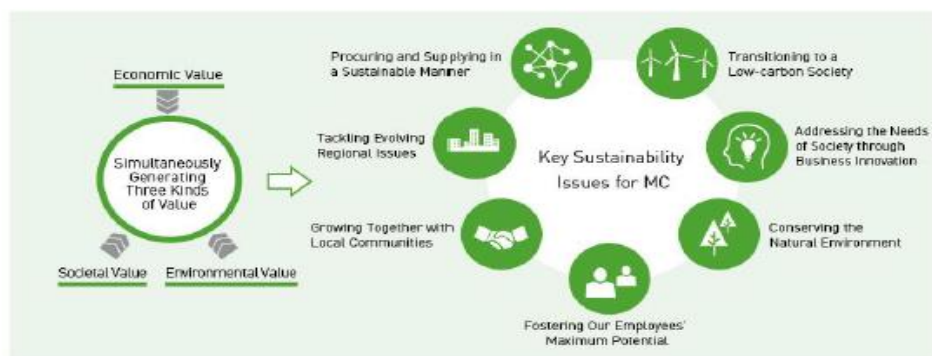 Economic Value
Simultaneously
Generating
Three Kinds
of Value
Societal Value
Environmental Value
Procuring and Supplying in
a Sustainable Manner
Transitioning to a
Low-carbon Society
Tackling Evolving
Regional Issues
Addressing the Needs
of Society through
Business Innovation
Key Sustainability
Issues for MC
Growing Together with
Local Communities
Conserving the
Natural Environment
Fostering Our Employees'
Maximum Potential